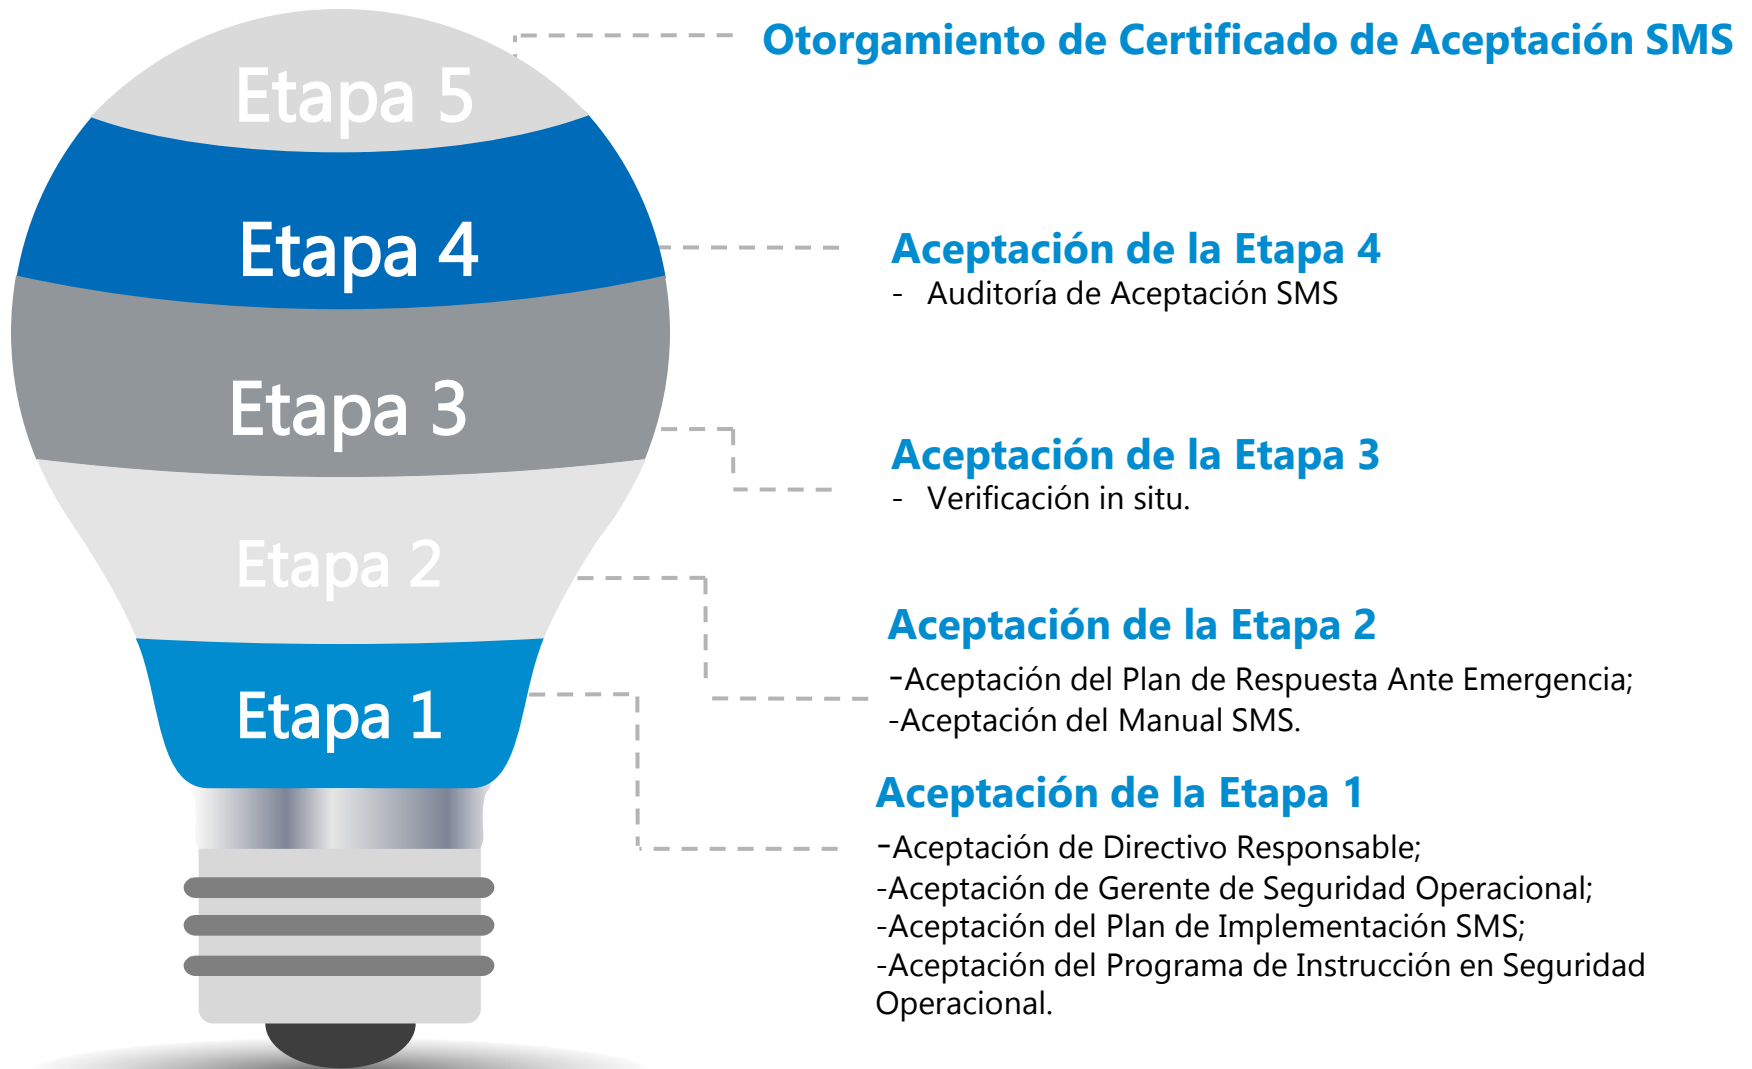 Etapa 5
Otorgamiento de Certificado de Aceptación SMS
Etapa 4
Aceptación de la Etapa 4
- Auditoría de Aceptación SMS
Etapa 3
Aceptación de la Etapa 3
- Verificación in situ.
Etapa 2
Aceptación de la Etapa 2
-Aceptación del Plan de Respuesta Ante Emergencia;
-Aceptación del Manual SMS.
Etapa 1
Aceptación de la Etapa 1
-Aceptación de Directivo Responsable;
-Aceptación de Gerente de Seguridad Operacional;
-Aceptación del Plan de Implementación SMS;
-Aceptación del Programa de Instrucción en Seguridad
Operacional.